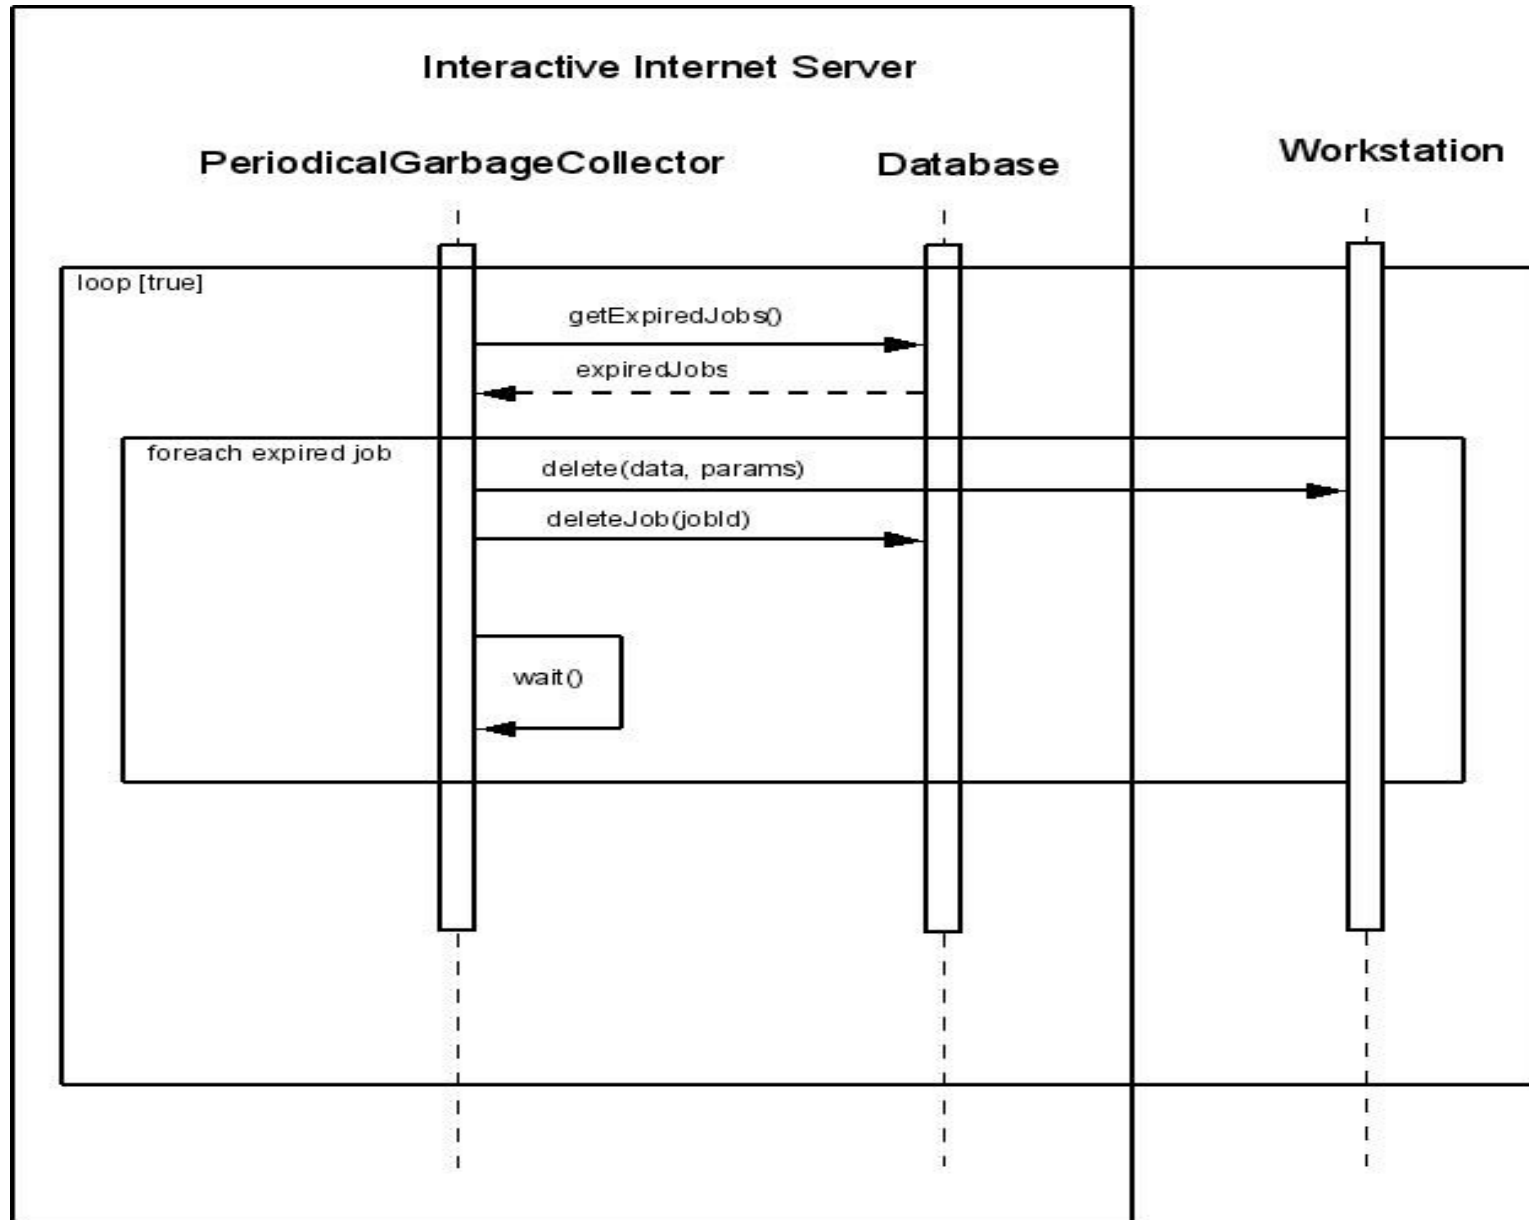 Interactive Internet Server
PeriodicalGarbageCollector
Database
Workstation
loop [true]
getExpiredJobs()
expiredJobs
foreach expired job
delete(data, params)
deleteJob(jobId)
wait()